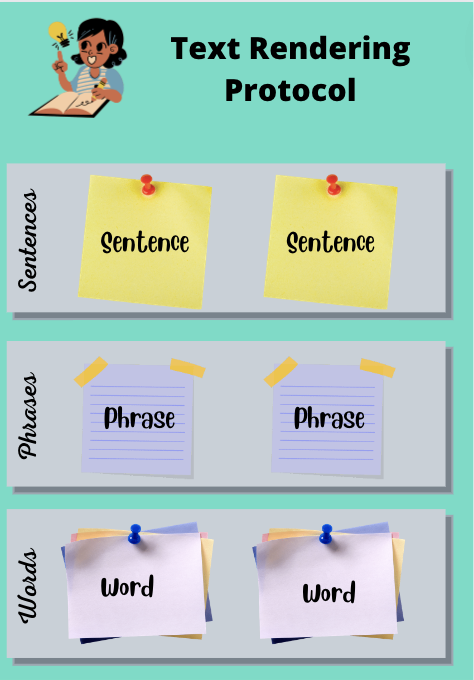 Text Rendering
Protocol
Sentences
Sentence
Sentence
Phrases
Phrase
Phrase
Words
Word
Word